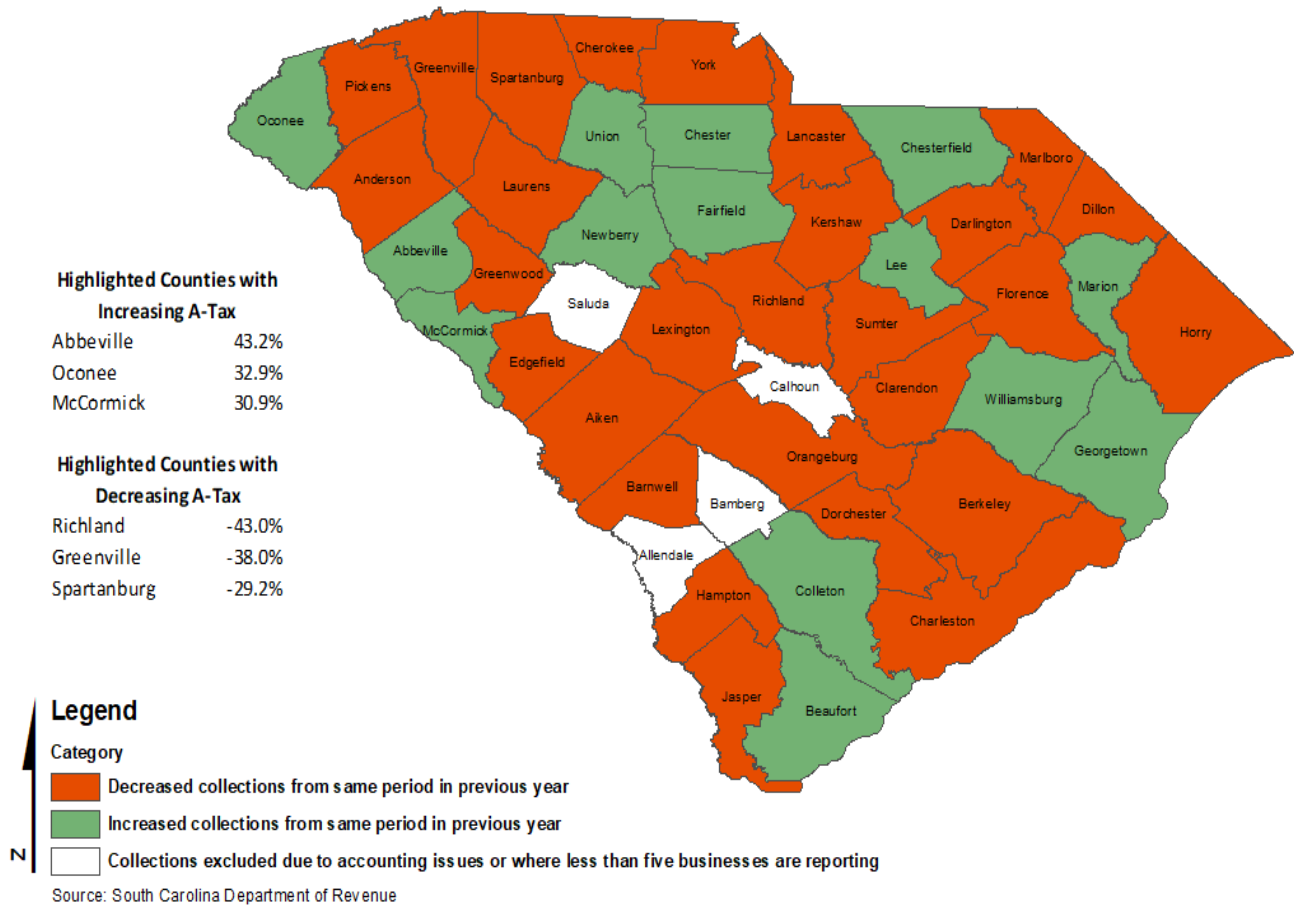 Cherokee
York
Greenville
Spartanburg
Pickens
Oconee
Union
Chester
Lancaster
Chesterfield
Marlboro
Anderson
Laurens
Fairfield
Kershaw
Darlington
Dillon
Abbeville
Newberry
Lee
Greenwood
Saluda
Richland
Florence
Marion
McCormick
Lexington
Sumter
Horry
Edgefield
Calhoun
Clarendon
Williamsburg
Aiken
Orangeburg
Georgetown
Barnwell
Bamberg
Dorchester
Berkeley
Allendale
Colleton
Hampton
Charleston
Jasper
Beaufort
Highlighted Counties with
Increasing A-Tax
Abbeville 43.2%
Oconee 32.9%
McCormick 30.9%
Highlighted Counties with
Decreasing A-Tax
Richland -43.0%
Greenville -38.0%
Spartanburg -29.2%
N
Legend
Category
Decreased collections from same period in previous year
Increased collections from same period in previous year
Collections excluded due to accounting issues or where less than five businesses are reporting
Source: South Carolina Department of Revenue